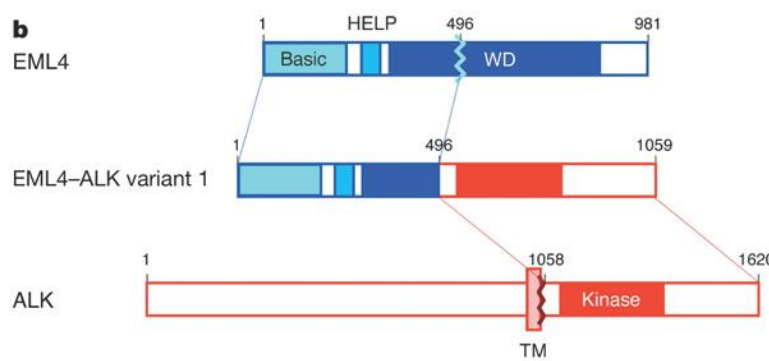 b
1 HELP 496 981
EML4 Basic WD
1 496 1059
EML4–ALK variant 1
1 1058 1620
ALK Kinase
TM